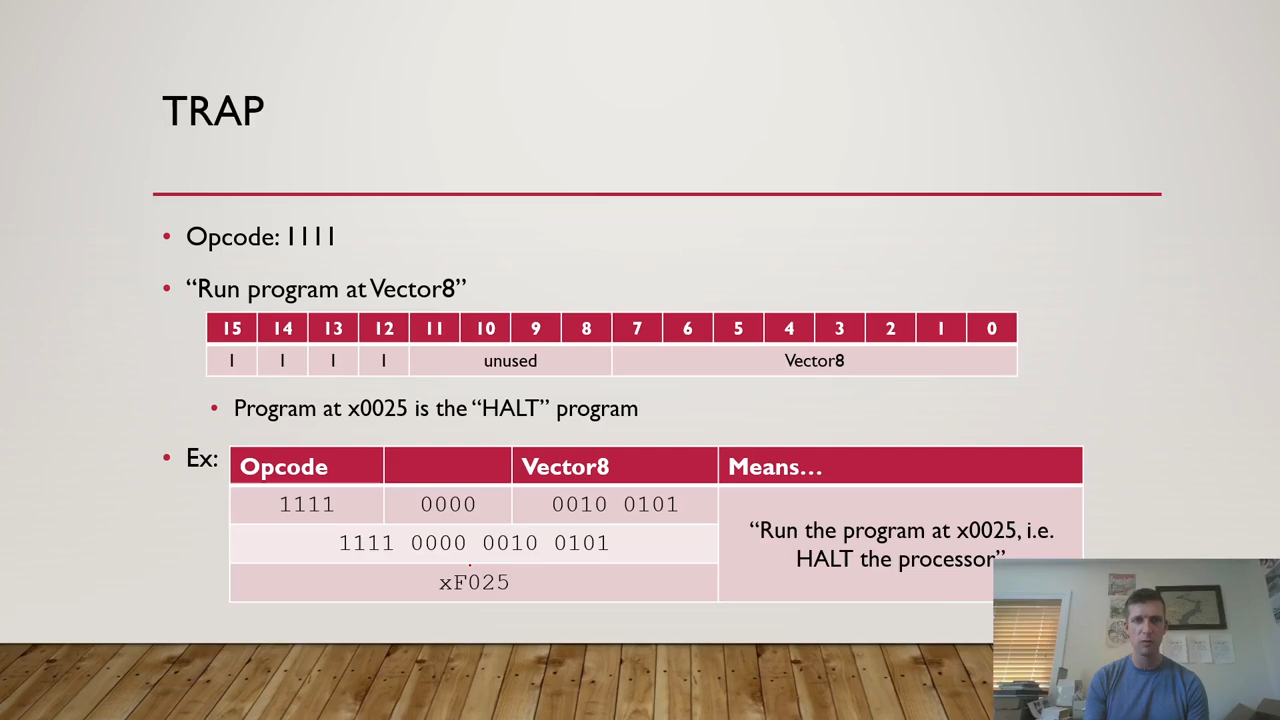 TRAP
• Opcode: 1111
• “Run program at Vector8”
15 14 13 12 11 10 9 8 7 6 5 4 3 2 1 0
1 1 1 1 unused Vector8
• Program at x0025 is the “HALT” program
• Ex:
Opcode Vector8 Means…
1111 0000 0010 0101
1111 0000 0010 0101
xF025
“Run the program at x0025, i.e.
HALT the processor”